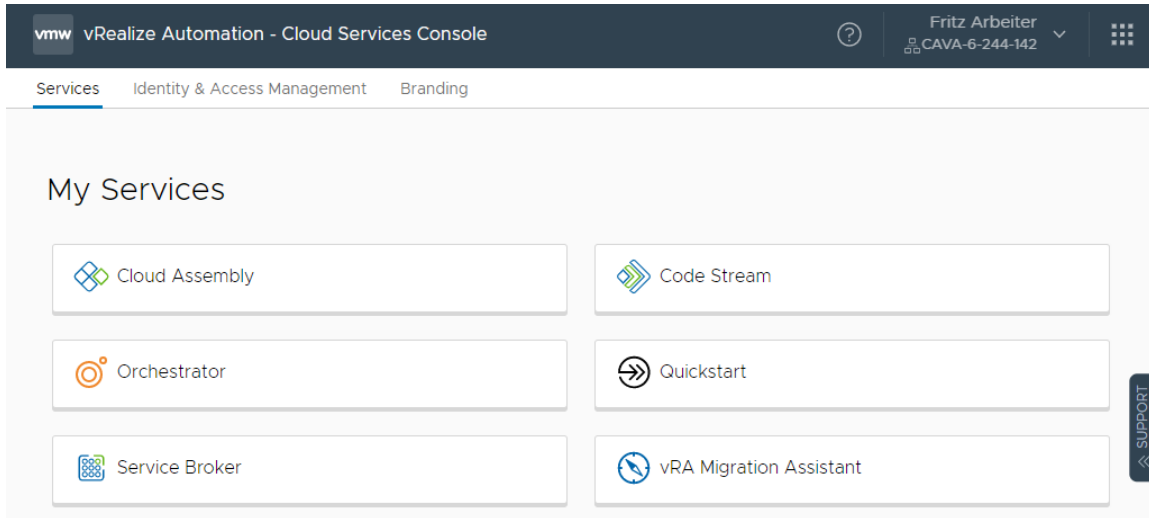 vmw vRealize Automation - Cloud Services Console
Fritz Arbeiter
CAVA-6-244-142
Services Identity & Access Management Branding
My Services
Cloud Assembly
Code Stream
Orchestrator
Quickstart
Service Broker
vRA Migration Assistant
SUPPORT